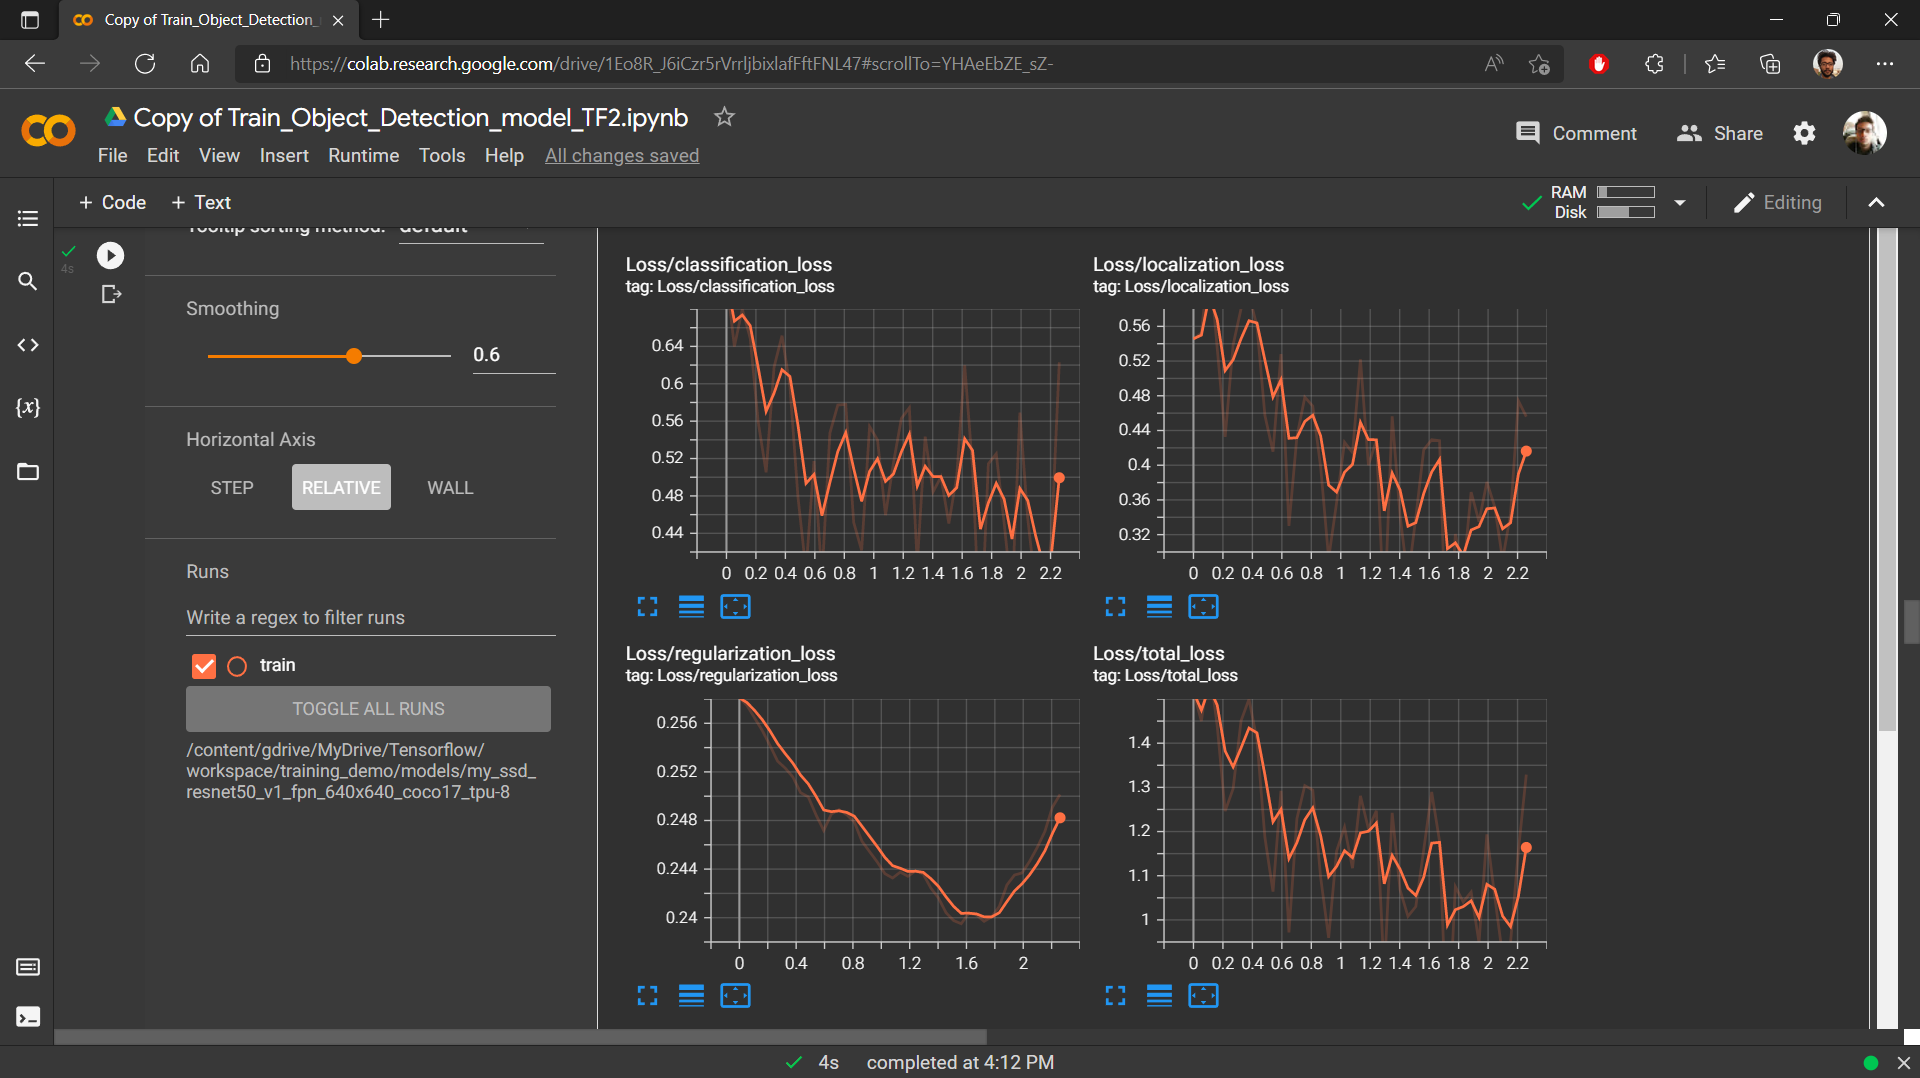 Copy of Train_Object_Detection_
https://colab.research.google.com/drive/1Eo8R_J6iCzr5rVrrljbixlafFftFNL47#scrollTo=YHAeEbZE_sZ-
Copy of Train_Object_Detection_model_TF2.ipynb
File Edit View Insert Runtime Tools Help All changes saved
Comment Share
+ Code + Text
RAM
Disk
Editing
4s
Tooltip sorting method: default
Smoothing
0.6
Horizontal Axis
STEP RELATIVE WALL
Runs
Write a regex to filter runs
train
TOGGLE ALL RUNS
/content/gdrive/MyDrive/Tensorflow/
workspace/training_demo/models/my_ssd_
resnet50_v1_fpn_640x640_coco17_tpu-8
Loss/classification_loss
tag: Loss/classification_loss
0.64
0.6
0.56
0.52
0.48
0.44
0 0.2 0.4 0.6 0.8 1 1.2 1.4 1.6 1.8 2 2.2
Loss/localization_loss
tag: Loss/localization_loss
0.56
0.52
0.48
0.44
0.4
0.36
0.32
0 0.2 0.4 0.6 0.8 1 1.2 1.4 1.6 1.8 2 2.2
Loss/regularization_loss
tag: Loss/regularization_loss
0.256
0.252
0.248
0.244
0.24
0 0.4 0.8 1.2 1.6 2
Loss/total_loss
tag: Loss/total_loss
1.4
1.3
1.2
1.1
1
0 0.2 0.4 0.6 0.8 1 1.2 1.4 1.6 1.8 2 2.2
4s completed at 4:12 PM